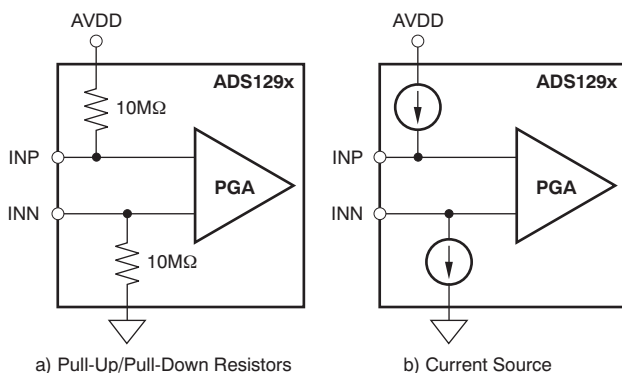 AVDD
ADS129x
10MΩ
INP
PGA
INN
10MΩ
a) Pull-Up/Pull-Down Resistors
AVDD
ADS129x
INP
PGA
INN
b) Current Source